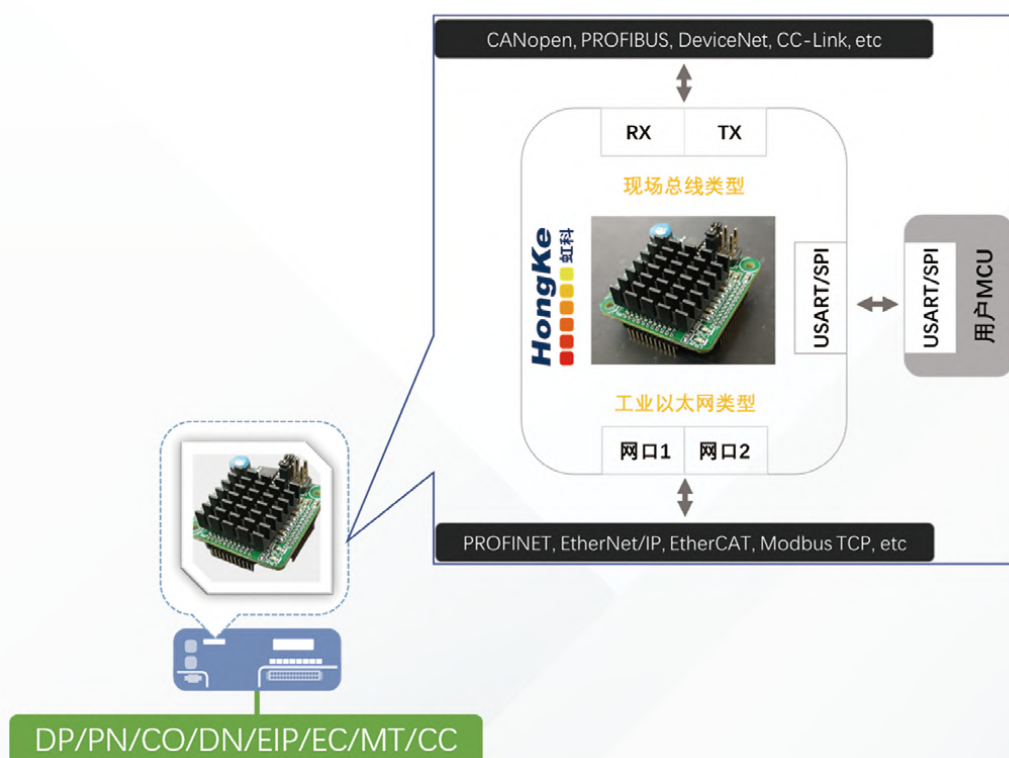 CANopen, PROFIBUS, DeviceNet, CC-Link, etc
RX TX
现场总线类型
HongKe
虹科
USART/SPI
USART/SPI
用户MCU
工业以太网类型
网口1 网口2
PROFINET, EtherNet/IP, EtherCAT, Modbus TCP, etc
DP/PN/CO/DN/EIP/EC/MT/CC